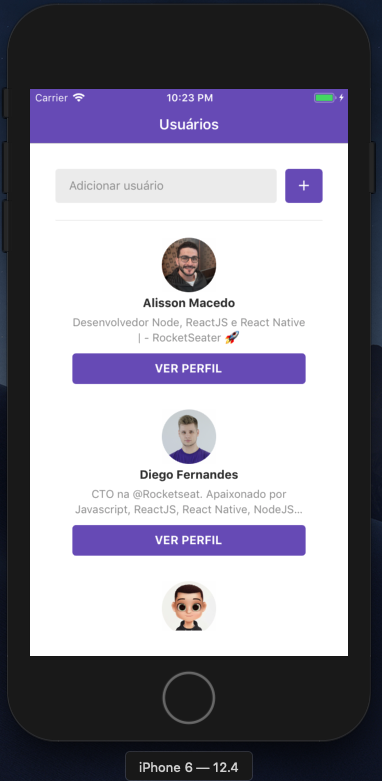 Carrier 10:23 PM
Usuários
Adicionar usuário
+
Alisson Macedo
Desenvolvedor Node, ReactJS e React Native
| - RocketSeater 🚀
VER PERFIL
Diego Fernandes
CTO na @Rocketseat. Apaixonado por
Javascript, ReactJS, React Native, NodeJS...
VER PERFIL
iPhone 6 — 12.4